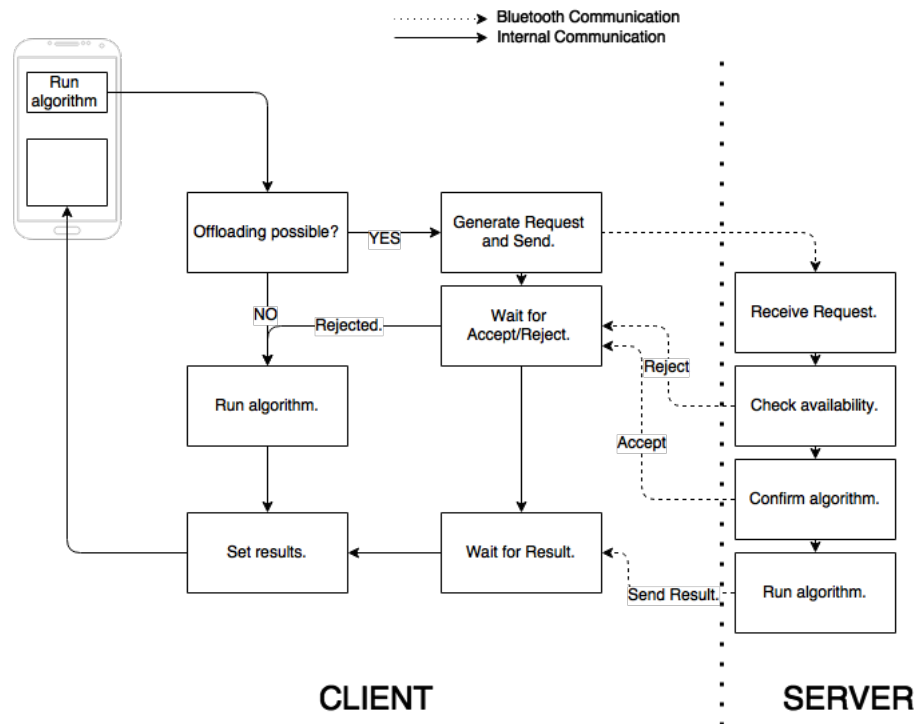 Bluetooth Communication
Internal Communication
Run
algorithm
Offloading possible?
YES
Generate Request
and Send.
NO
Rejected.
Wait for
Accept/Reject.
Receive Request.
Reject
Run algorithm.
Check availability.
Accept
Confirm algorithm.
Set results.
Wait for Result.
Send Result.
Run algorithm.
CLIENT
SERVER